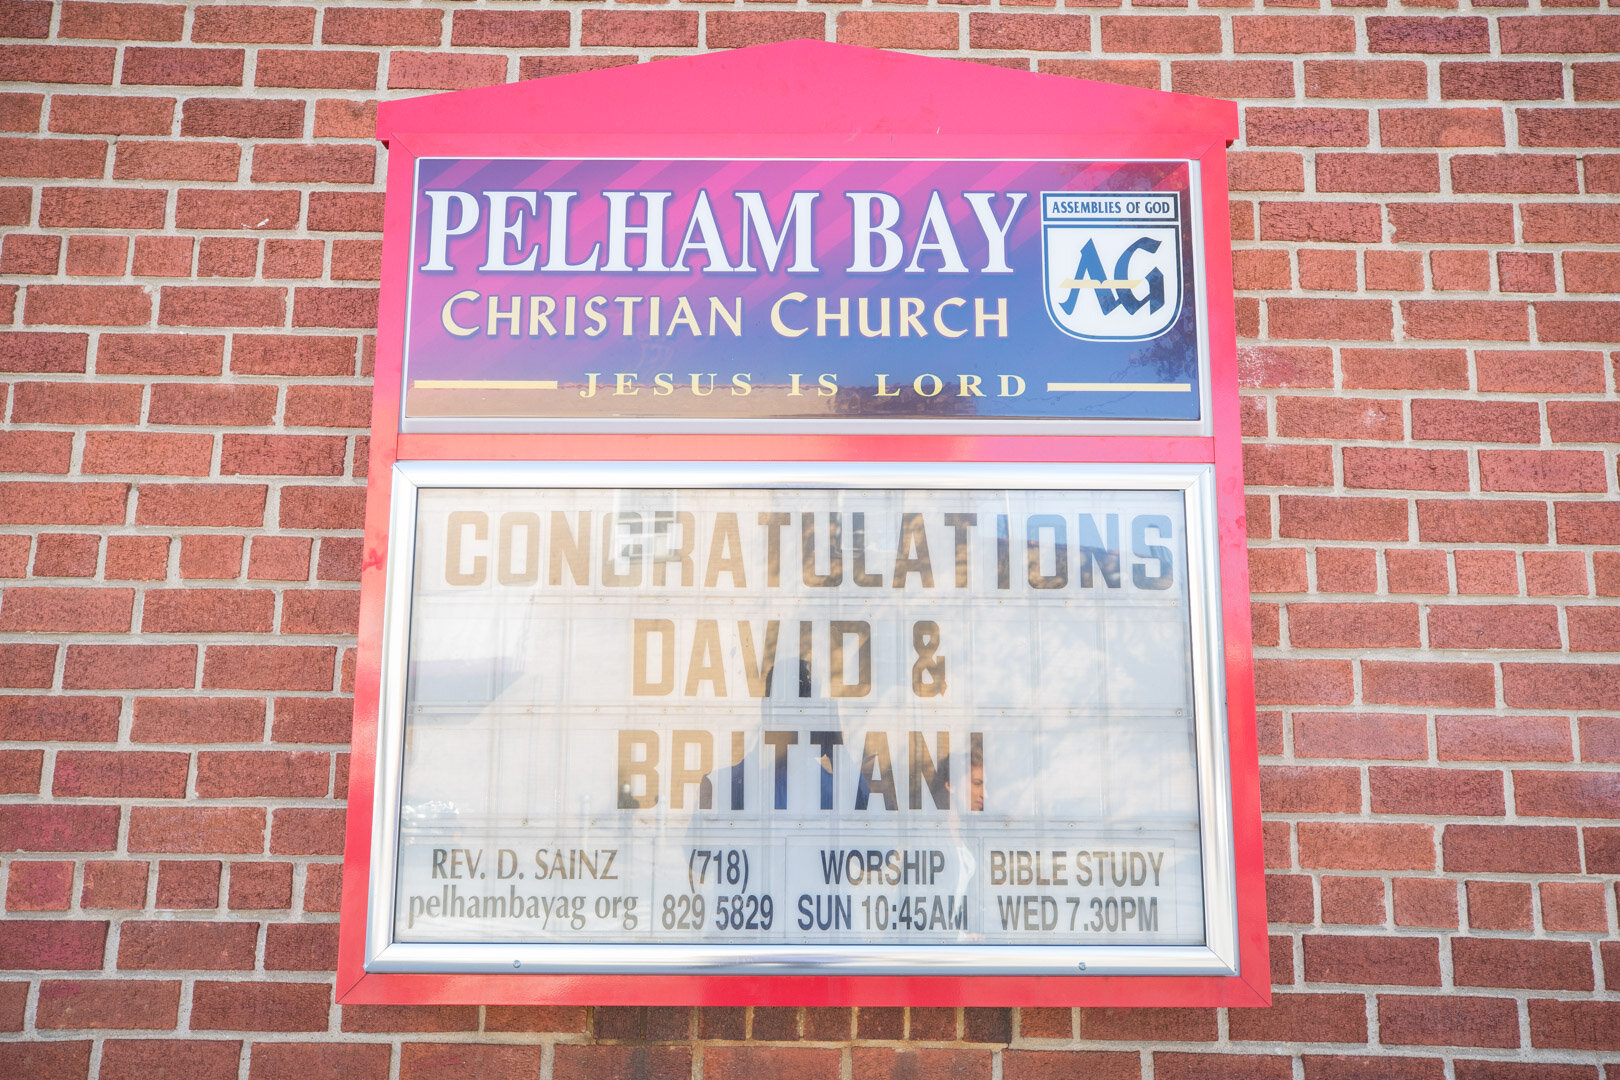 PELHAM BAY
CHRISTIAN CHURCH
JESUS IS LORD
ASSEMBLIES OF GOD
AG
CONGRATULATIONS
DAVID &
BRITTANI
REV. D. SAINZ
pelhambayag org
(718)
829 5829
WORSHIP
SUN 10:45AM
BIBLE STUDY
WED 7.30PM